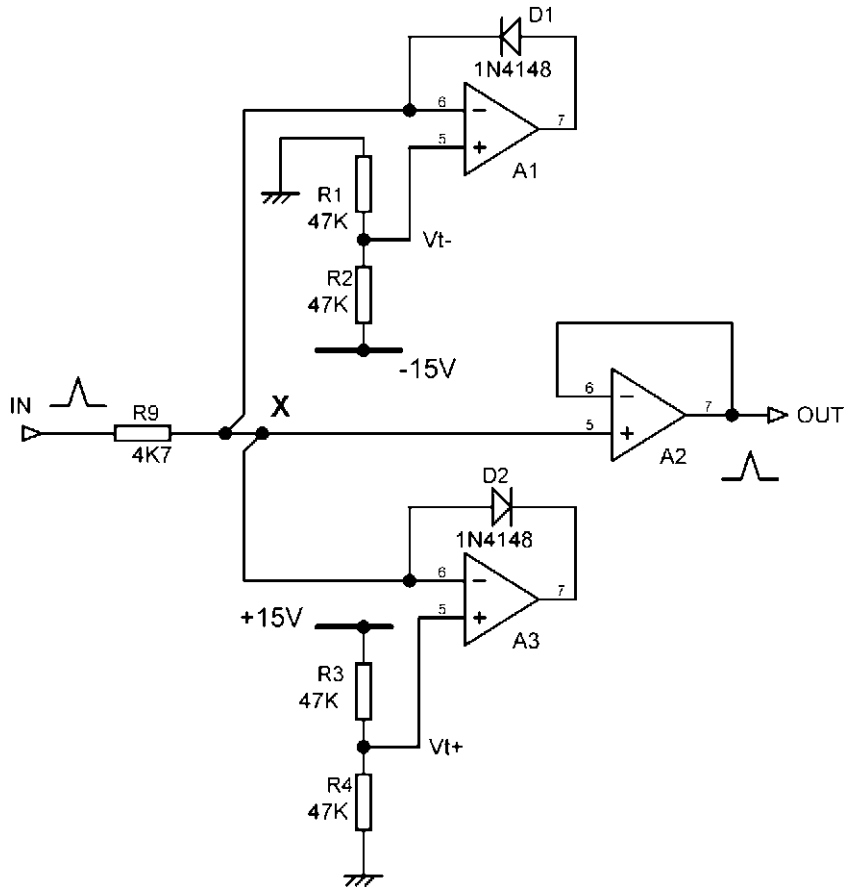 D1
1N4148
6
-
7
5
+
A1
R1
47K
Vt-
R2
47K
-15V
IN
R9
4K7
X
6
-
7
5
+
A2
OUT
D2
1N4148
6
-
7
5
+
A3
+15V
R3
47K
Vt+
R4
47K